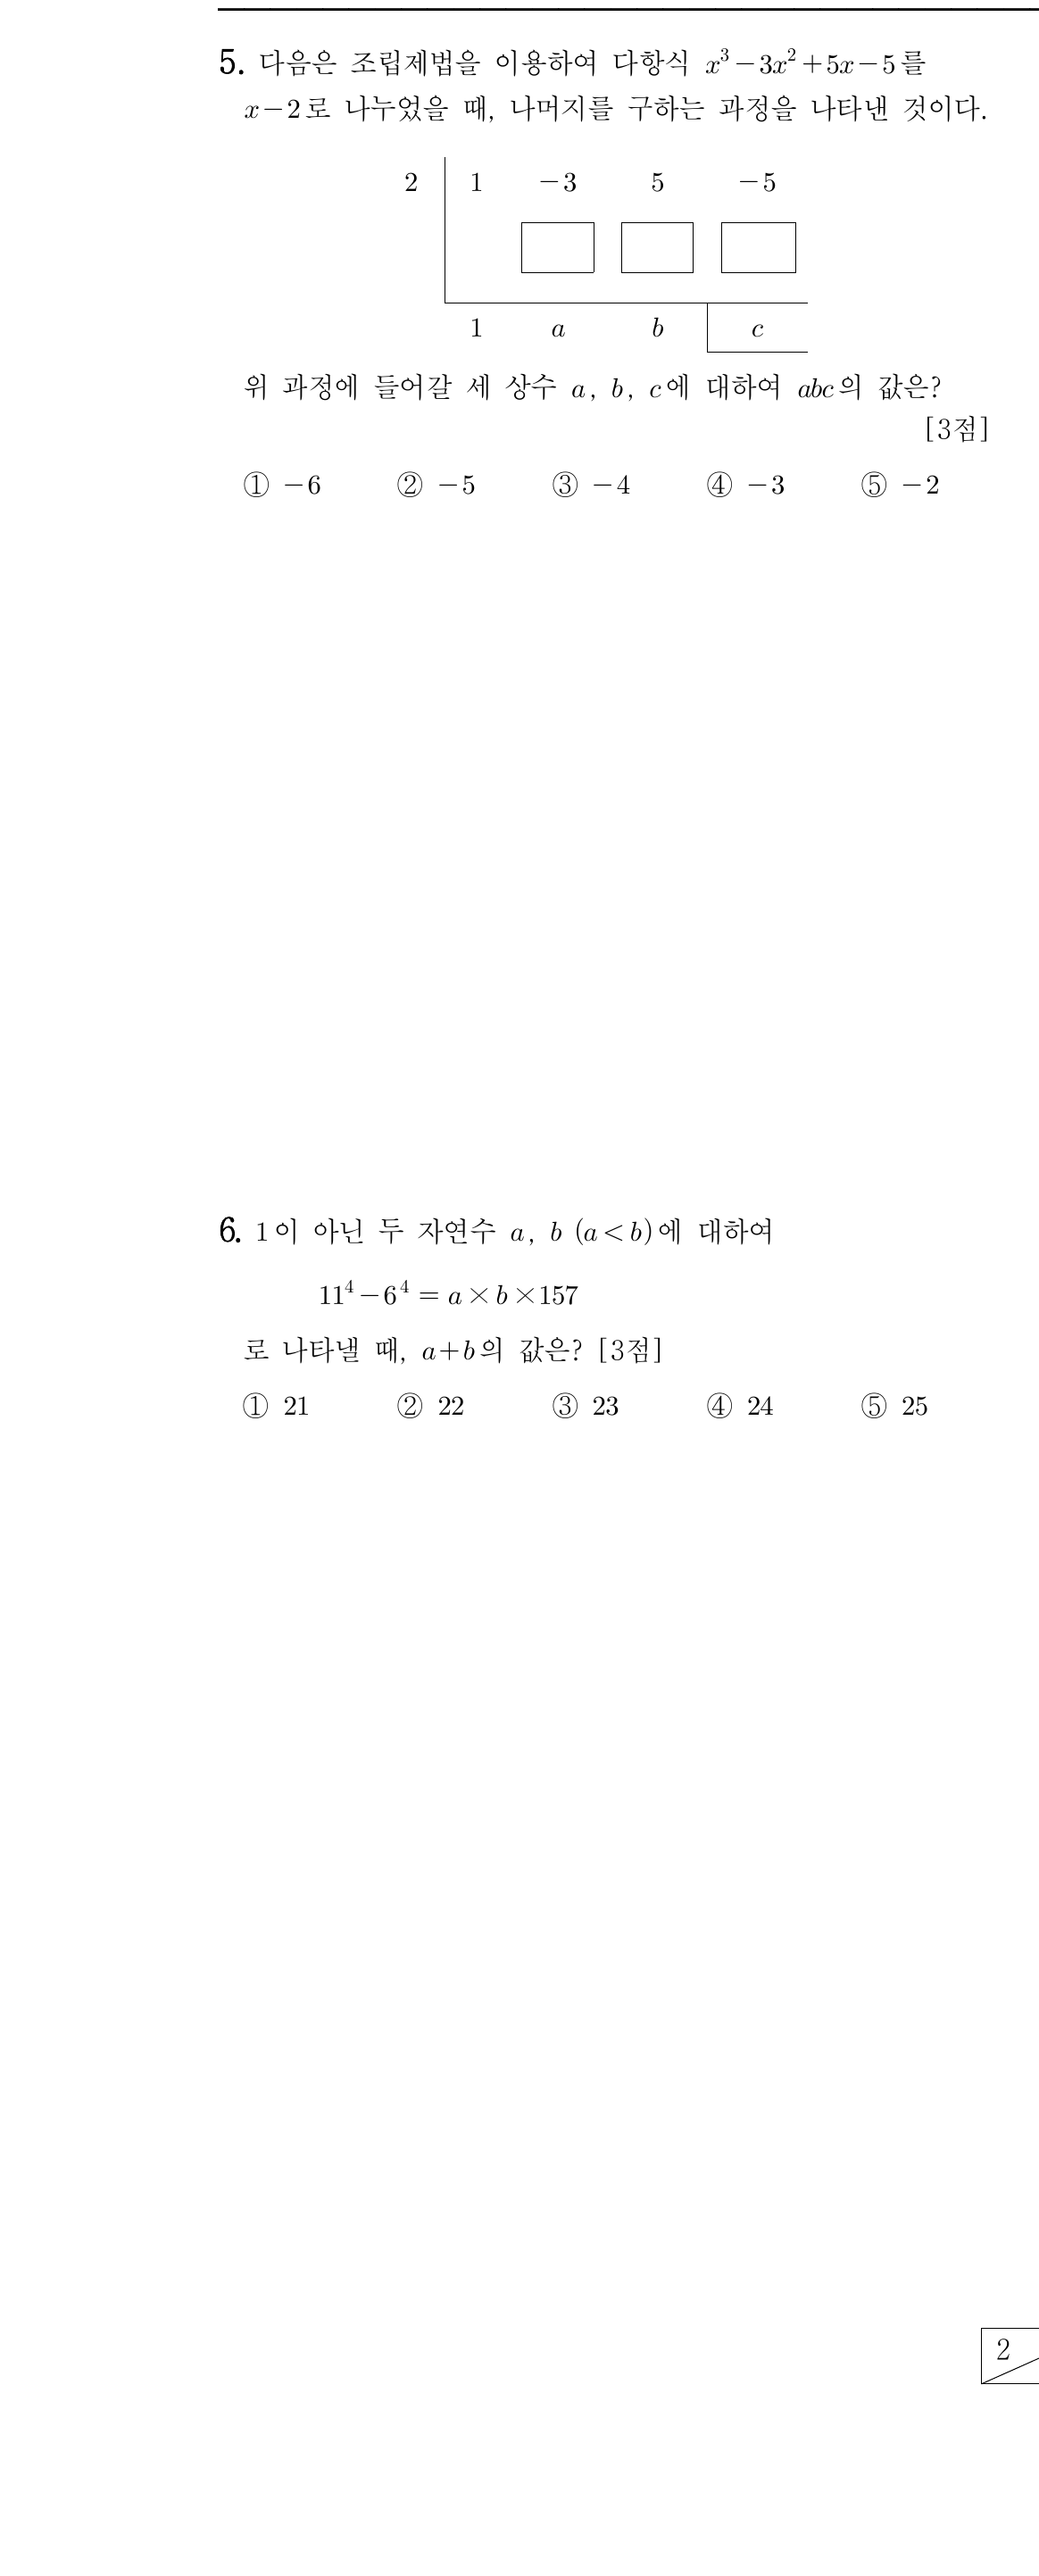 5. 다음은 조립제법을 이용하여 다항식 x³−3x²+5x−5를
x−2로 나누었을 때, 나머지를 구하는 과정을 나타낸 것이다.
2 1 −3 5 −5
1 a b c
위 과정에 들어갈 세 상수 a, b, c에 대하여 abc의 값은?
[3점]
① −6 ② −5 ③ −4 ④ −3 ⑤ −2
6. 1이 아닌 두 자연수 a, b (a<b)에 대하여
11⁴−6⁴ = a×b×157
로 나타낼 때, a+b의 값은? [3점]
① 21 ② 22 ③ 23 ④ 24 ⑤ 25
2